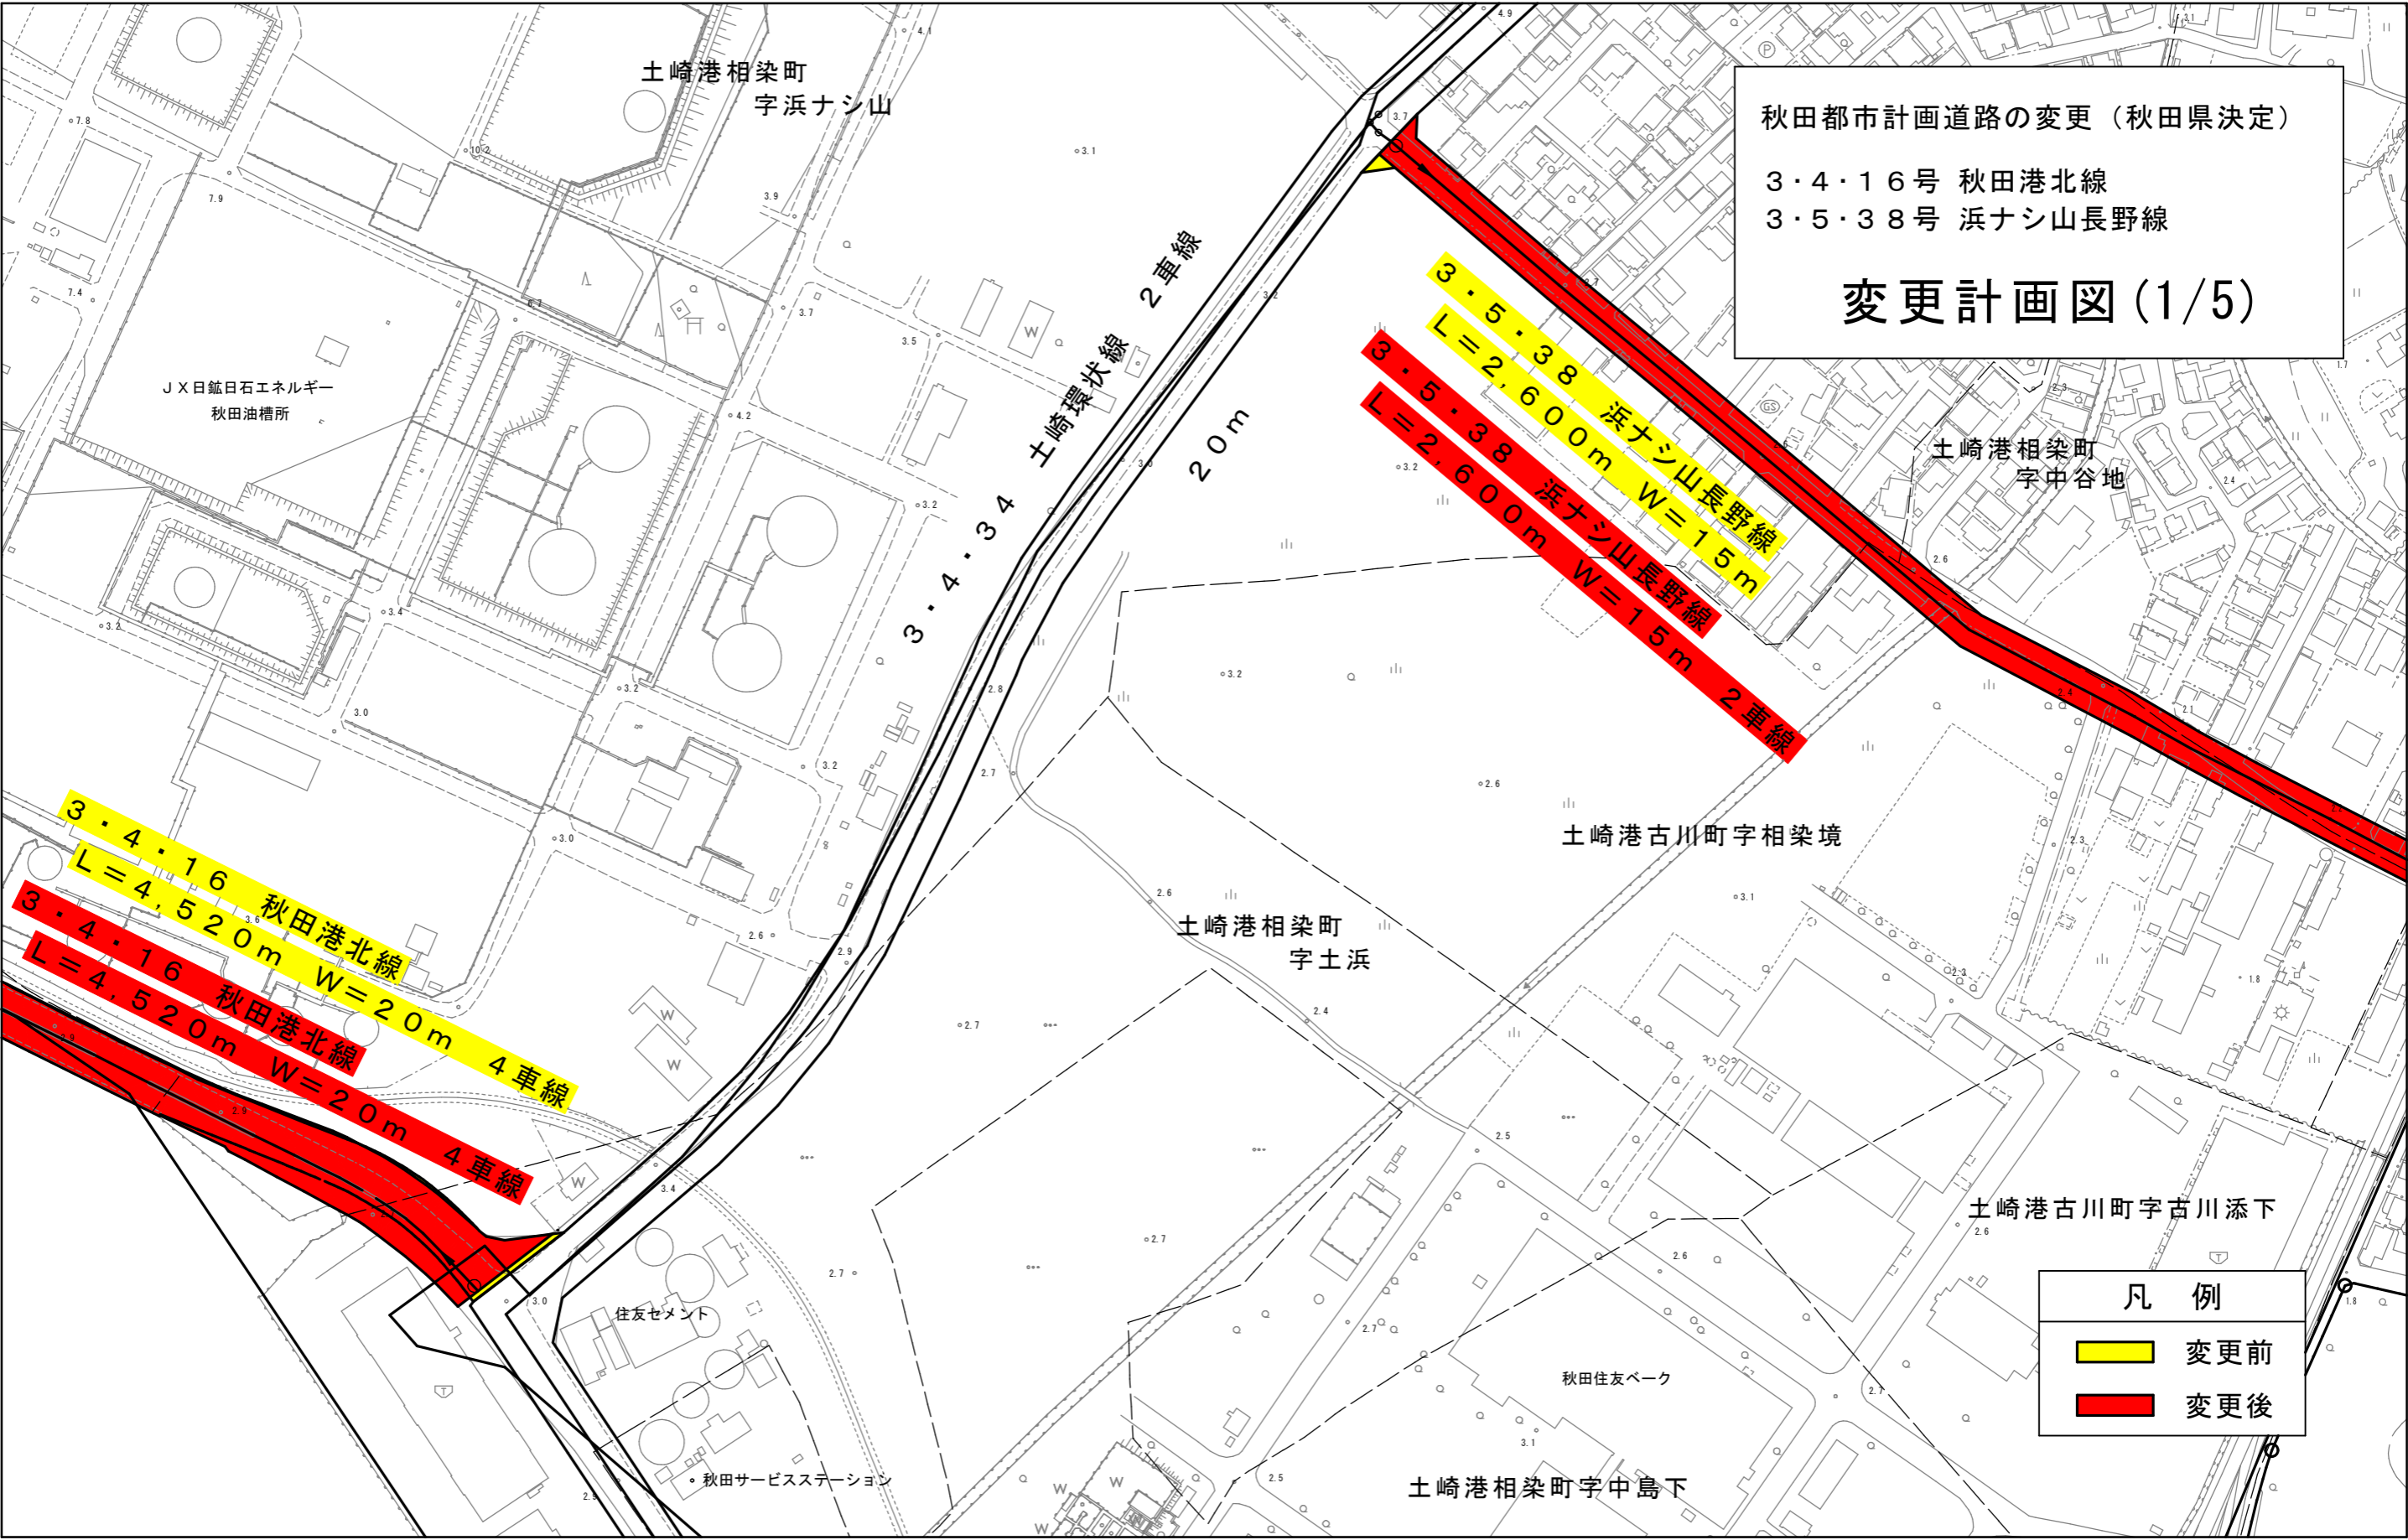 秋田都市計画道路の変更（秋田県決定）
3・4・16号 秋田港北線
3・5・38号 浜ナシ山長野線
変更計画図(1/5)
土崎港相染町
字浜ナシ山
JX日鉱日石エネルギー
秋田油槽所
3・4・34 土崎環状線 2車線
20m
3・5・38 浜ナシ山長野線
L=2,600m W=15m
3・5・38 浜ナシ山長野線
L=2,600m W=15m 2車線
土崎港相染町
字中谷地
3・4・16 秋田港北線
L=4,520m W=20m 4車線
3・4・16 秋田港北線
L=4,520m W=20m 4車線
土崎港古川町字相染境
土崎港相染町
字土浜
土崎港古川町字古川添下
住友セメント
秋田サービスステーション
秋田住友ベーク
土崎港相染町字中島下
凡 例
変更前
変更後